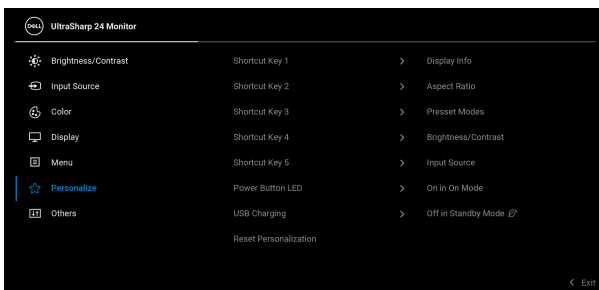 DELL UltraSharp 24 Monitor
Brightness/Contrast Shortcut Key 1 > Display Info
Input Source Shortcut Key 2 > Aspect Ratio
Color Shortcut Key 3 > Presset Modes
Display Shortcut Key 4 > Brightness/Contrast
Menu Shortcut Key 5 > Input Source
Personalize Power Button LED > On in On Mode
Others USB Charging > Off in Standby Mode
Reset Personalization
< Exit